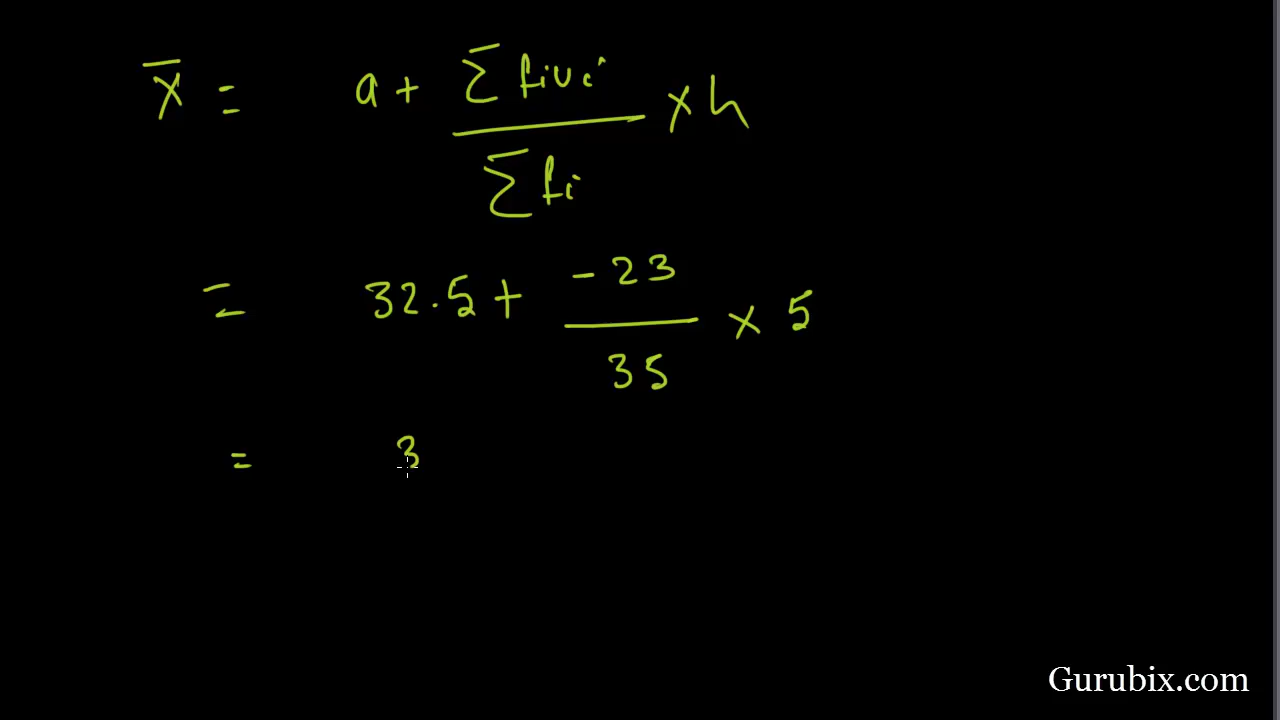 x̄ = a + Σfiui / Σfi × h
= 32.5 + -23 / 35 × 5
= 3
Gurubix.com